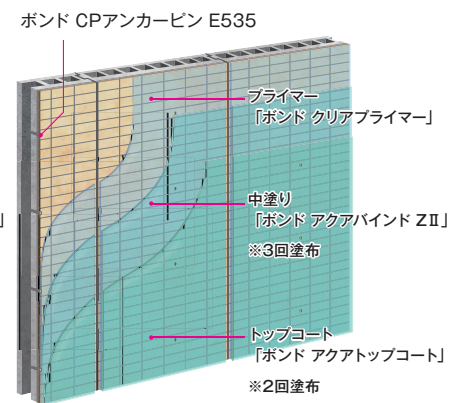 ボンド CPアンカーピン E535
プライマー
「ボンド クリアプライマー」
中塗り
「ボンド アクアバインド ZⅡ」
※3回塗布
」
トップコート
「ボンド アクアトップコート」
※2回塗布